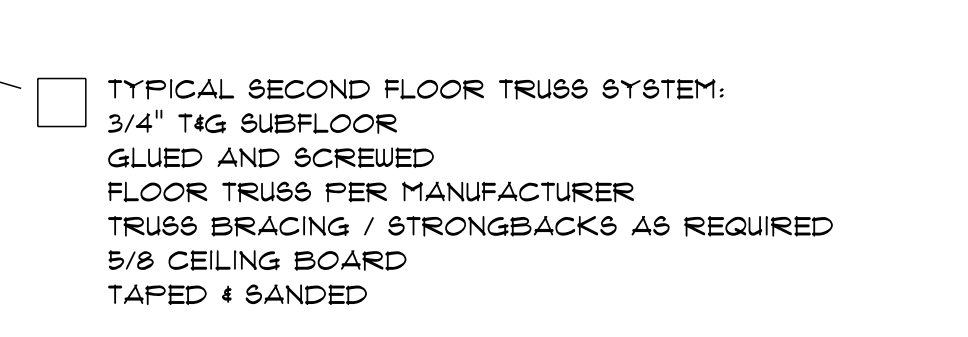 TYPICAL SECOND FLOOR TRUSS SYSTEM:
3/4" T&G SUBFLOOR
GLUED AND SCREWED
FLOOR TRUSS PER MANUFACTURER
TRUSS BRACING / STRONGBACKS AS REQUIRED
5/8 CEILING BOARD
TAPED & SANDED